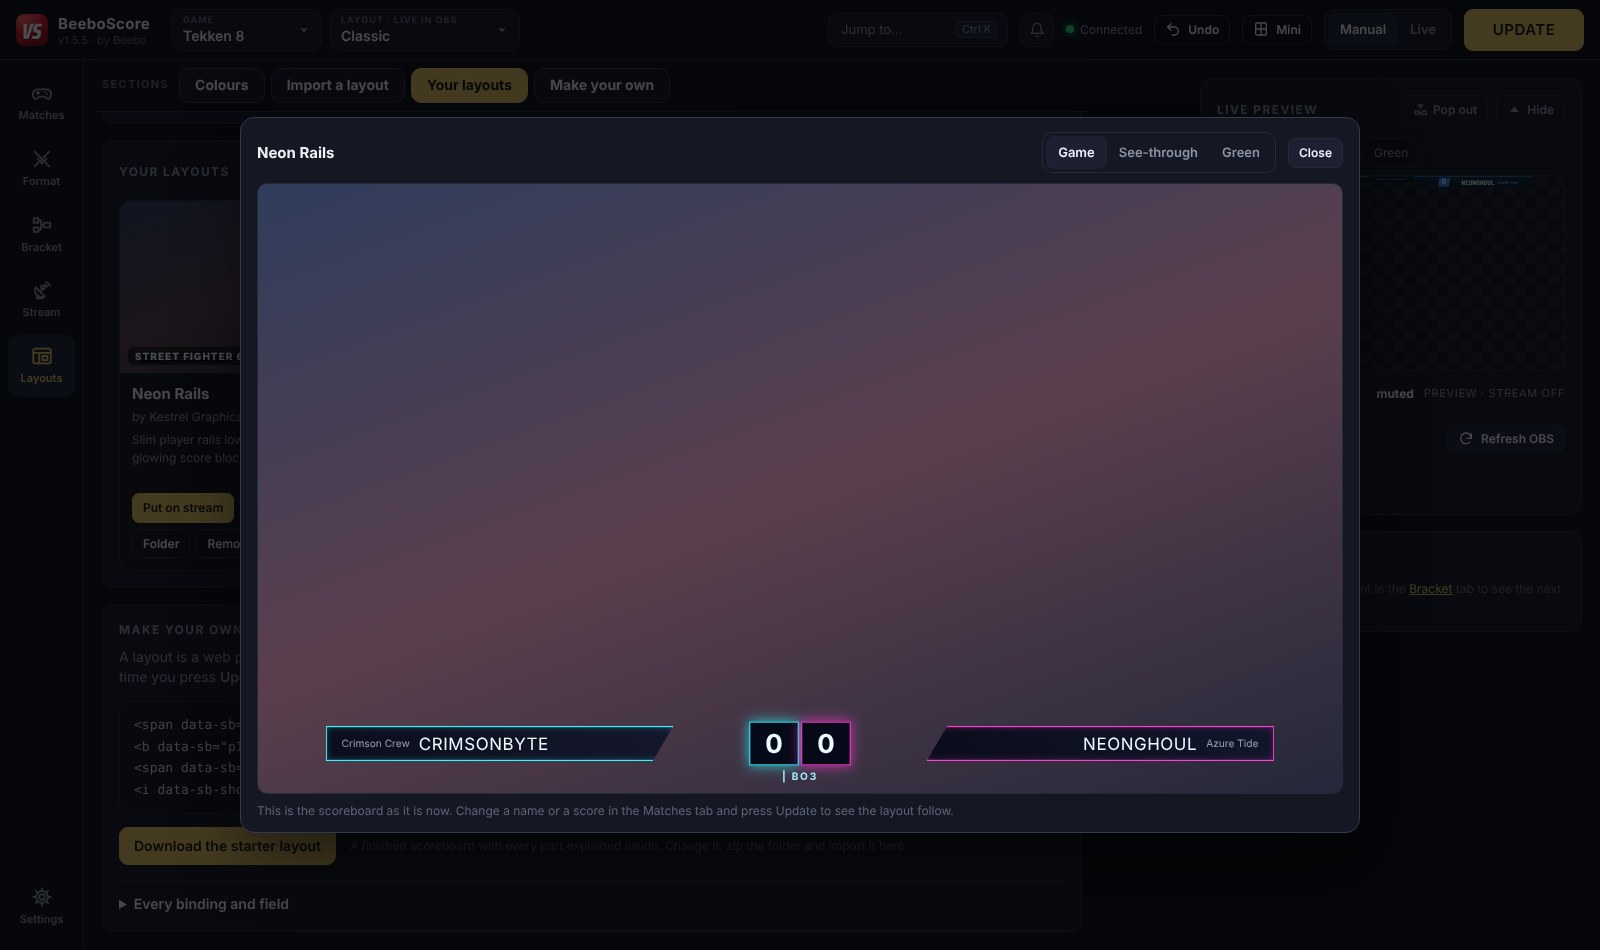 VS
BeeboScore
v1.5.5 · by Beebo
GAME
Tekken 8
LAYOUT · LIVE IN OBS
Classic
Jump to...
Ctrl K
Connected
Undo
Mini
Manual
Live
UPDATE
SECTIONS
Colours
Import a layout
Your layouts
Make your own
Matches
Format
Bracket
Stream
Layouts
Settings
LIVE PREVIEW
Pop out
Hide
Green
NEONGHOUL
muted
PREVIEW · STREAM OFF
Refresh OBS
in the Bracket tab to see the next
YOUR LAYOUTS
STREET FIGHTER
Neon Rails
by Kestrel Graphics
Slim player rails
glowing score
Put on stream
Folder
MAKE YOUR OWN
A layout is a web
time you press
<span data-sb=
<b data-sb="p1
<span data-sb=
<i data-sb-sho
Download the starter layout
A finished scoreboard with every part explained inside. Change it, zip the folder and import it here.
Every binding and field
Neon Rails
Game
See-through
Green
Close
Crimson Crew
CRIMSONBYTE
0
0
NEONGHOUL
Azure Tide
| BO3
This is the scoreboard as it is now. Change a name or a score in the Matches tab and press Update to see the layout follow.